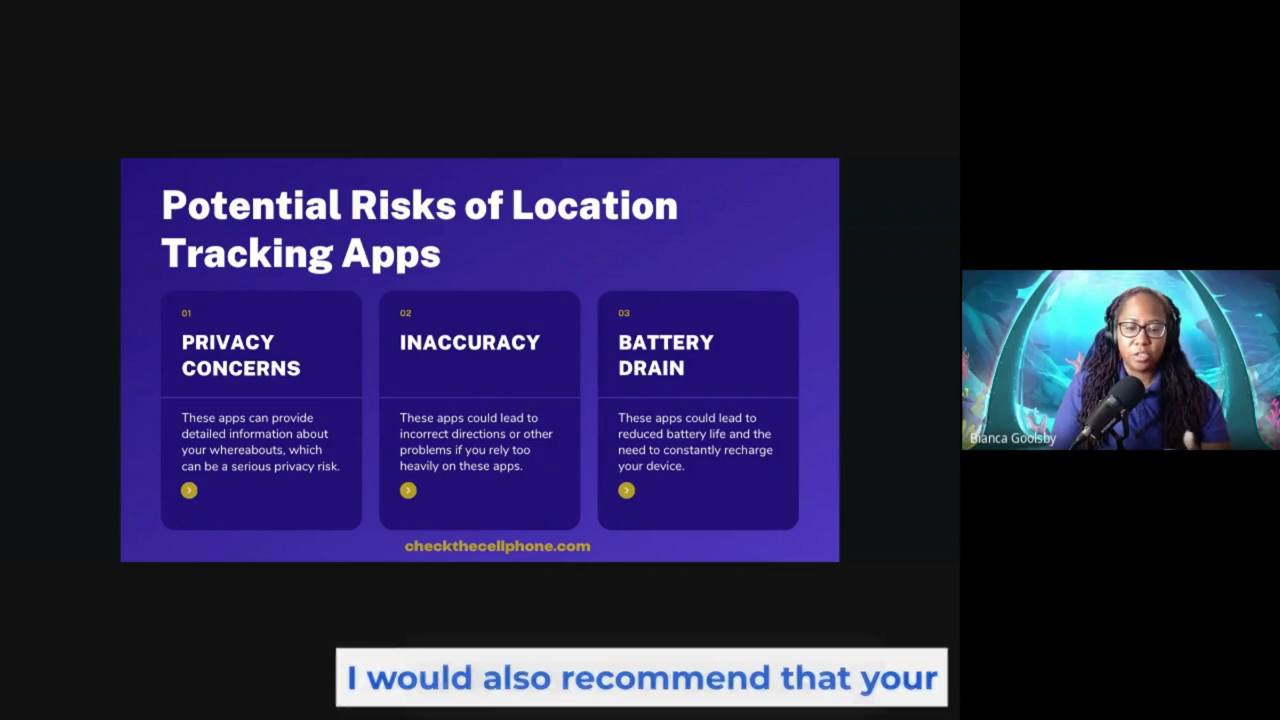 Potential Risks of Location
Tracking Apps
01
PRIVACY
CONCERNS
These apps can provide
detailed information about
your whereabouts, which
can be a serious privacy risk.
02
INACCURACY
These apps could lead to
incorrect directions or other
problems if you rely too
heavily on these apps.
03
BATTERY
DRAIN
These apps could lead to
reduced battery life and the
need to constantly recharge
your device.
checkthecellphone.com
Bianca Goolsby
I would also recommend that your